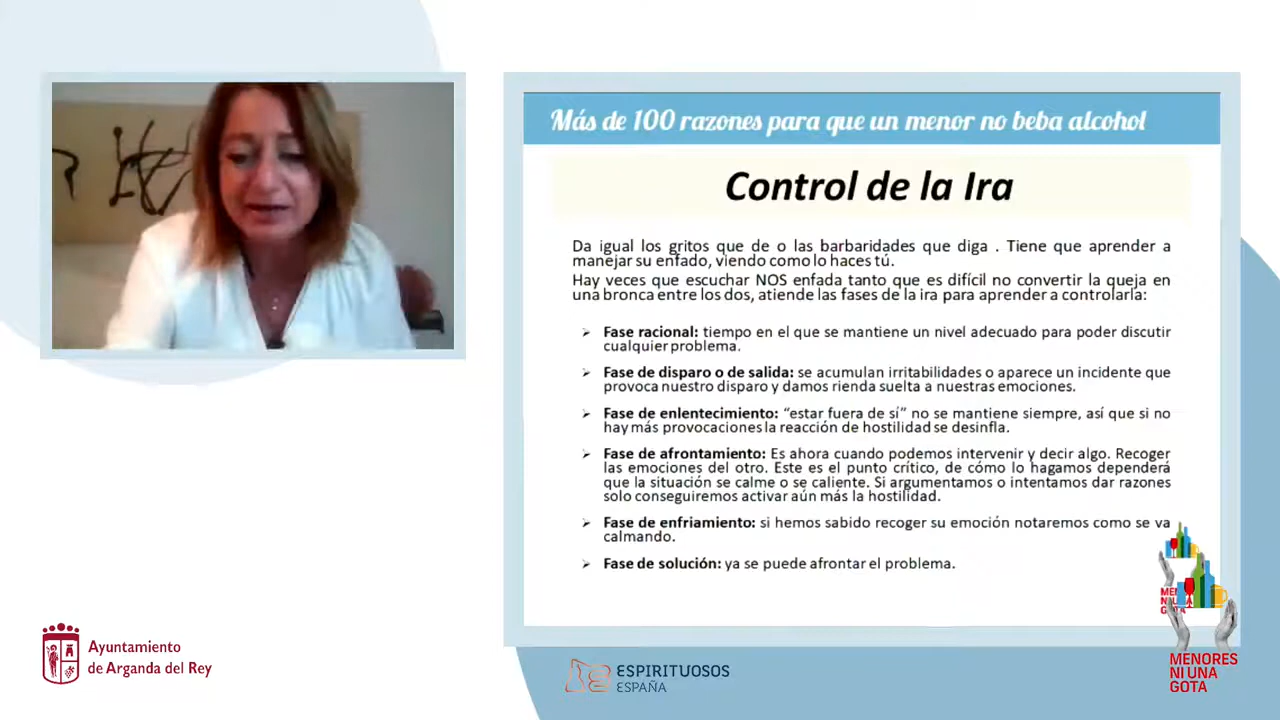 Más de 100 razones para que un menor no beba alcohol
Control de la Ira
Da igual los gritos que de o las barbaridades que diga . Tiene que aprender a
manejar su enfado, viendo como lo haces tú.
Hay veces que escuchar NOS enfada tanto que es difícil no convertir la queja en
una bronca entre los dos, atiende las fases de la ira para aprender a controlarla:
➢ Fase racional: tiempo en el que se mantiene un nivel adecuado para poder discutir
cualquier problema.
➢ Fase de disparo o de salida: se acumulan irritabilidades o aparece un incidente que
provoca nuestro disparo y damos rienda suelta a nuestras emociones.
➢ Fase de enlentecimiento: “estar fuera de sí” no se mantiene siempre, así que si no
hay más provocaciones la reacción de hostilidad se desinfla.
➢ Fase de afrontamiento: Es ahora cuando podemos intervenir y decir algo. Recoger
las emociones del otro. Este es el punto crítico, de cómo lo hagamos dependerá
que la situación se calme o se caliente. Si argumentamos o intentamos dar razones
solo conseguiremos activar aún más la hostilidad.
➢ Fase de enfriamiento: si hemos sabido recoger su emoción notaremos como se va
calmando.
➢ Fase de solución: ya se puede afrontar el problema.
Ayuntamiento
de Arganda del Rey
ESPIRITUOSOS
ESPAÑA
MENORES
NI UNA
GOTA